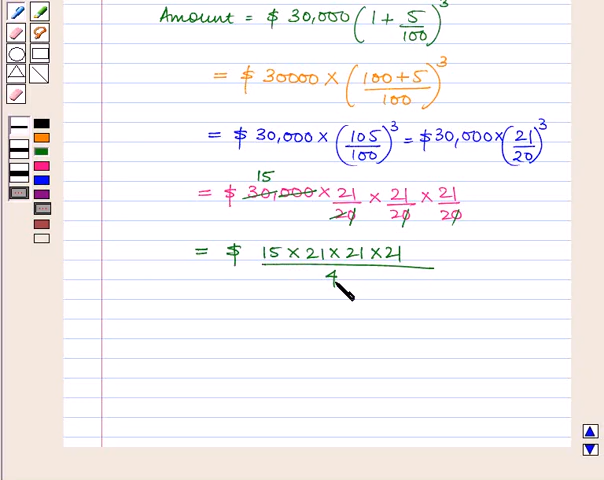 Amount = $ 30,000 (1 + 5/100)^3
= $ 30000 × (100+5/100)^3
= $ 30,000 × (105/100)^3 = $30,000 × (21/20)^3
15
= $ 30,000 × 21/20 × 21/20 × 21/20
= $ 15 × 21 × 21 × 21
4